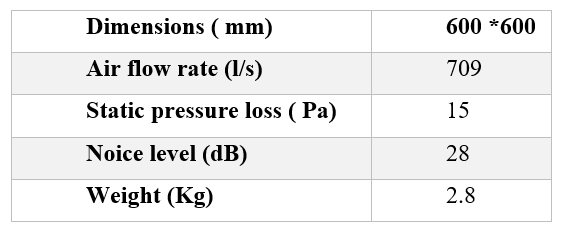 Dimensions ( mm) 600 *600
Air flow rate (l/s) 709
Static pressure loss ( Pa) 15
Noice level (dB) 28
Weight (Kg) 2.8